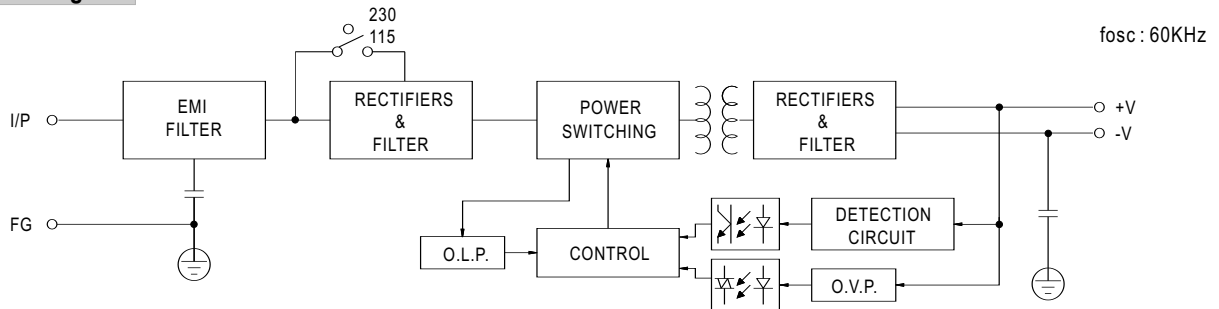 230
115
fosc : 60KHz
I/P
EMI
FILTER
RECTIFIERS
&
FILTER
POWER
SWITCHING
RECTIFIERS
&
FILTER
+V
-V
FG
O.L.P.
CONTROL
DETECTION
CIRCUIT
O.V.P.